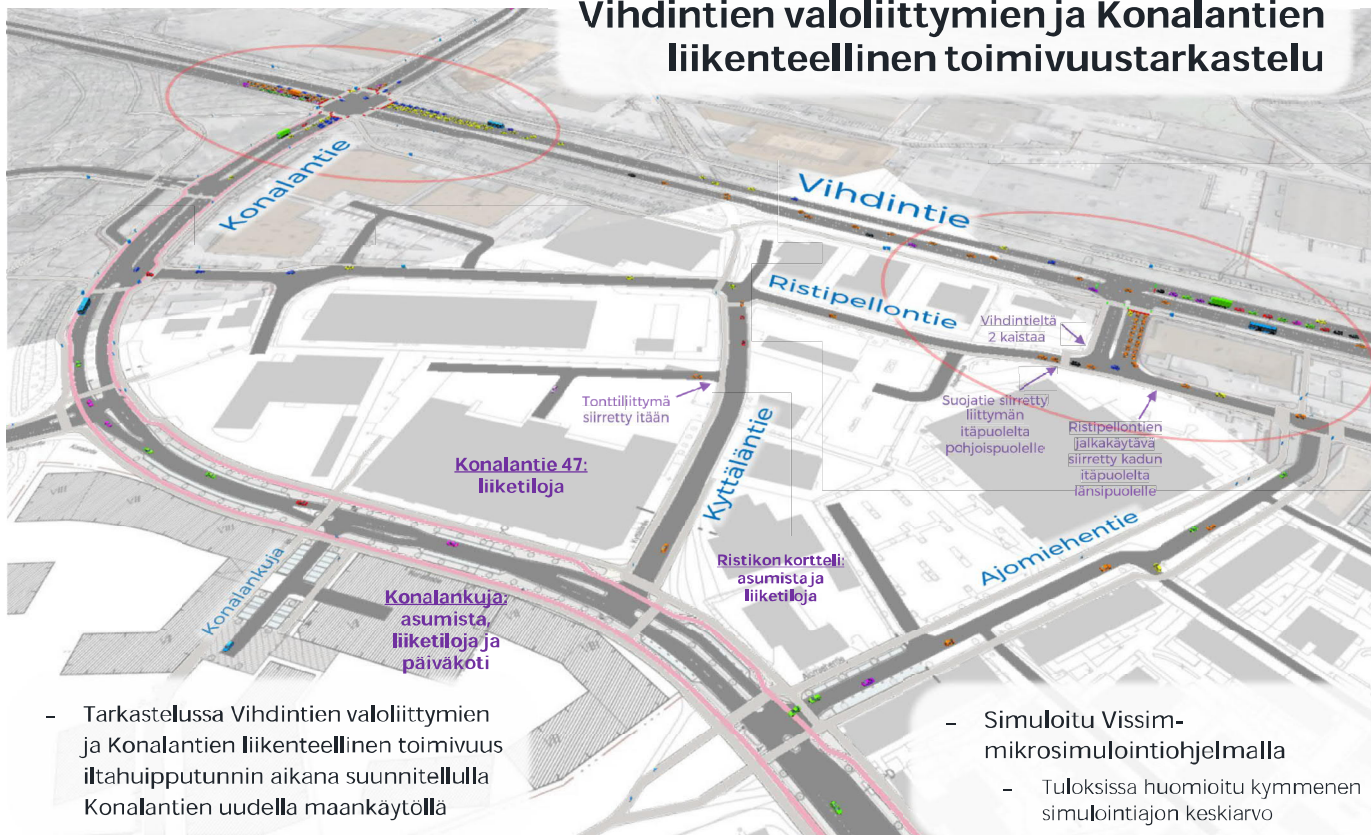 Vihdintien valoliittymien ja Konalantien
liikenteellinen toimivuustarkastelu
Konalantie
Vihdintie
Ristipellontie
Vihdintieltä
2 kaistaa
Tonttiliittymä
siirretty itään
Suojatie siirretty
liittymän
itäpuolelta
pohjoispuolelle
Ristipellontien
jalkakäytävä
siirretty kadun
itäpuolelta
länsipuolelle
Konalantie 47:
liiketiloja
Kyttäläntie
Ristikon kortteli:
asumista ja
liiketiloja
Ajomiehentie
Konalankuja
Konalankuja:
asumista,
liiketiloja ja
päiväkoti
– Tarkastelussa Vihdintien valoliittymien
ja Konalantien liikenteellinen toimivuus
iltahuipputunnin aikana suunnitellulla
Konalantien uudella maankäytöllä
– Simuloitu Vissim-
mikrosimulointiohjelmalla
– Tuloksissa huomioitu kymmenen
simulointiajon keskiarvo